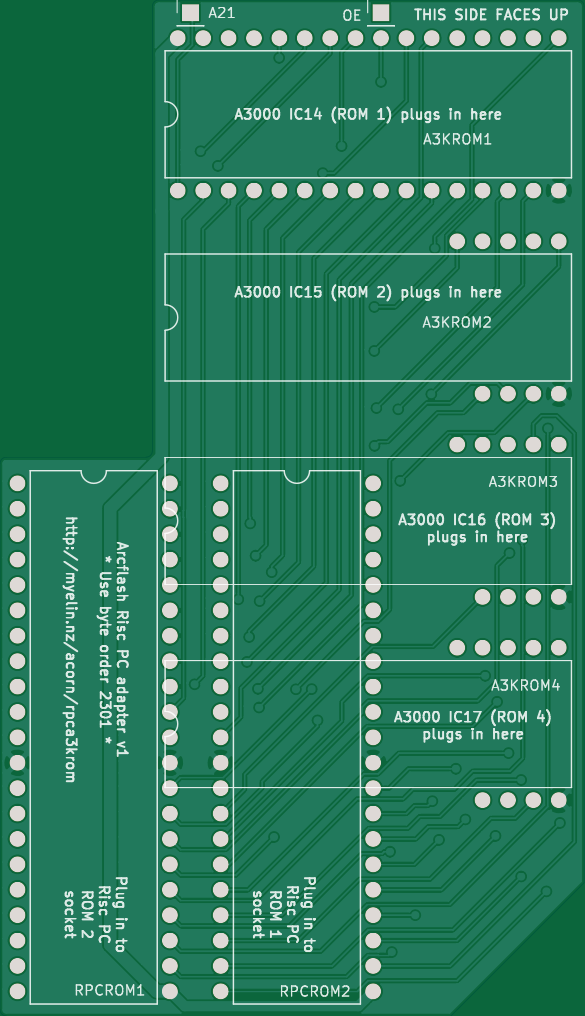 A21
OE
THIS SIDE FACES UP
A3000 IC14 (ROM 1) plugs in here
A3KROM1
A3000 IC15 (ROM 2) plugs in here
A3KROM2
A3KROM3
A3000 IC16 (ROM 3)
plugs in here
A3KROM4
A3000 IC17 (ROM 4)
plugs in here
Arcflash Risc PC adapter v1
* Use byte order 2301 *
http://myelin.nz/acorn/rpca3krom
Plug in to
Risc PC
ROM 2
socket
RPCROM1
Plug in to
Risc PC
ROM 1
socket
RPCROM2